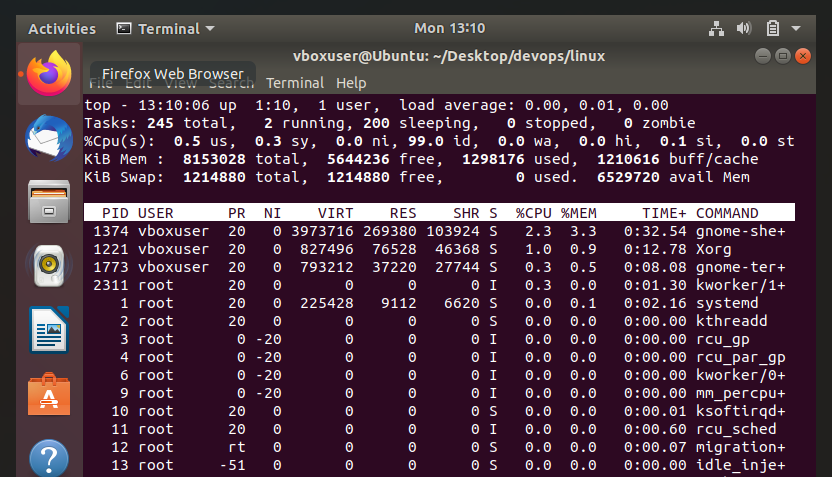 Activities Terminal Mon 13:10
vboxuser@Ubuntu: ~/Desktop/devops/linux
Firefox Web Browser
File Edit View Search Terminal Help
top - 13:10:06 up  1:10,  1 user,  load average: 0.00, 0.01, 0.00
Tasks: 245 total,   2 running, 200 sleeping,   0 stopped,   0 zombie
%Cpu(s):  0.5 us,  0.3 sy,  0.0 ni, 99.0 id,  0.0 wa,  0.0 hi,  0.1 si,  0.0 st
KiB Mem :  8153028 total,  5644236 free,  1298176 used,  1210616 buff/cache
KiB Swap:  1214880 total,  1214880 free,        0 used.  6529720 avail Mem
PID USER      PR  NI    VIRT    RES    SHR S  %CPU %MEM     TIME+ COMMAND
1374 vboxuser  20   0 3973716 269380 103924 S   2.3  3.3   0:32.54 gnome-she+
1221 vboxuser  20   0  827496  76528  46368 S   1.0  0.9   0:12.78 Xorg
1773 vboxuser  20   0  793212  37220  27744 S   0.3  0.5   0:08.08 gnome-ter+
2311 root      20   0       0      0      0 I   0.3  0.0   0:01.30 kworker/1+
1 root      20   0  225428   9112   6620 S   0.0  0.1   0:02.16 systemd
2 root      20   0       0      0      0 S   0.0  0.0   0:00.00 kthreadd
3 root       0 -20       0      0      0 I   0.0  0.0   0:00.00 rcu_gp
4 root       0 -20       0      0      0 I   0.0  0.0   0:00.00 rcu_par_gp
6 root       0 -20       0      0      0 I   0.0  0.0   0:00.00 kworker/0+
9 root       0 -20       0      0      0 I   0.0  0.0   0:00.00 mm_percpu+
10 root      20   0       0      0      0 S   0.0  0.0   0:00.01 ksoftirqd+
11 root      20   0       0      0      0 I   0.0  0.0   0:00.60 rcu_sched
12 root      rt   0       0      0      0 S   0.0  0.0   0:00.07 migration+
13 root     -51   0       0      0      0 S   0.0  0.0   0:00.00 idle_inje+